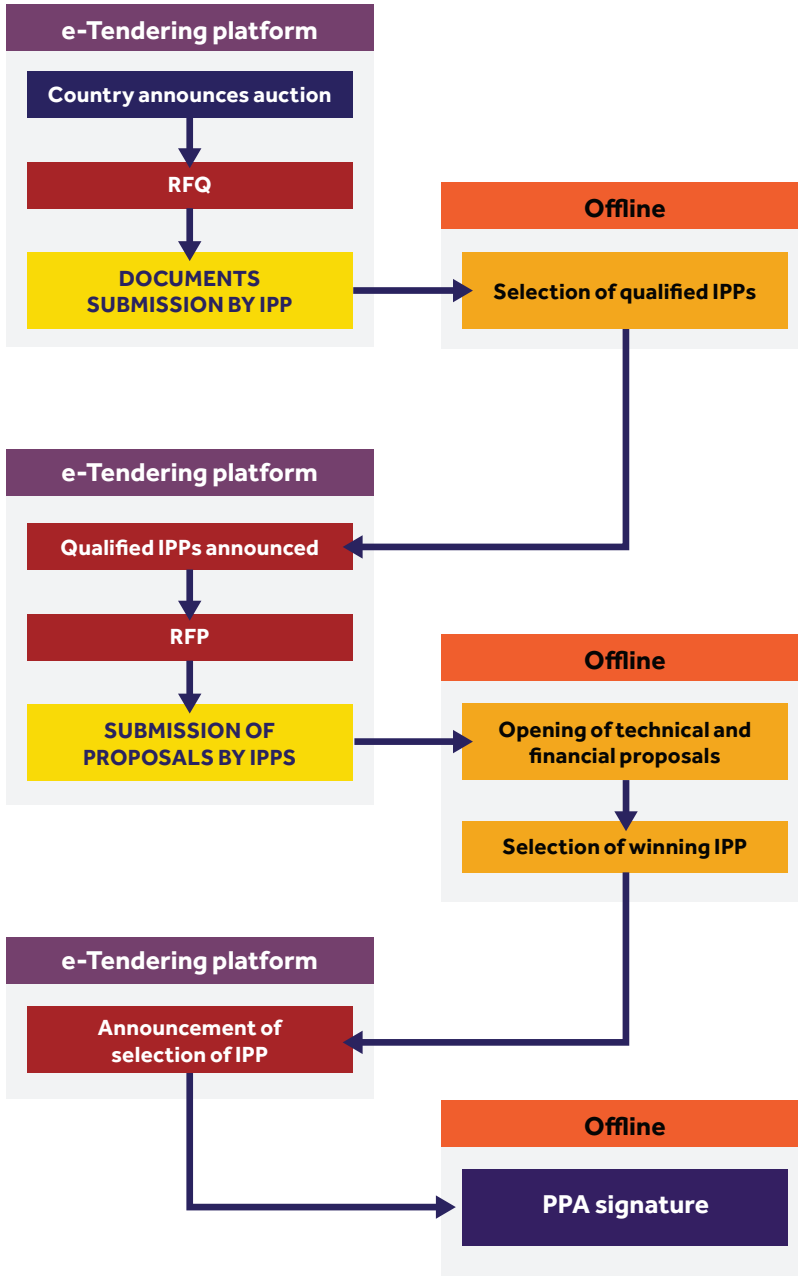 e-Tendering platform
Country announces auction
RFQ
DOCUMENTS
SUBMISSION BY IPP
Offline
Selection of qualified IPPs
e-Tendering platform
Qualified IPPs announced
RFP
SUBMISSION OF
PROPOSALS BY IPPS
Offline
Opening of technical and
financial proposals
Selection of winning IPP
e-Tendering platform
Announcement of
selection of IPP
Offline
PPA signature